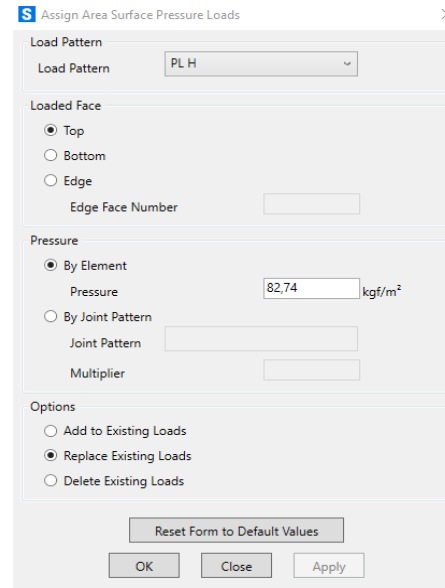 S Assign Area Surface Pressure Loads
Load Pattern
Load Pattern PL H
Loaded Face
Top
Bottom
Edge
Edge Face Number
Pressure
By Element
Pressure 82,74 kgf/m²
By Joint Pattern
Joint Pattern
Multiplier
Options
Add to Existing Loads
Replace Existing Loads
Delete Existing Loads
Reset Form to Default Values
OK Close Apply